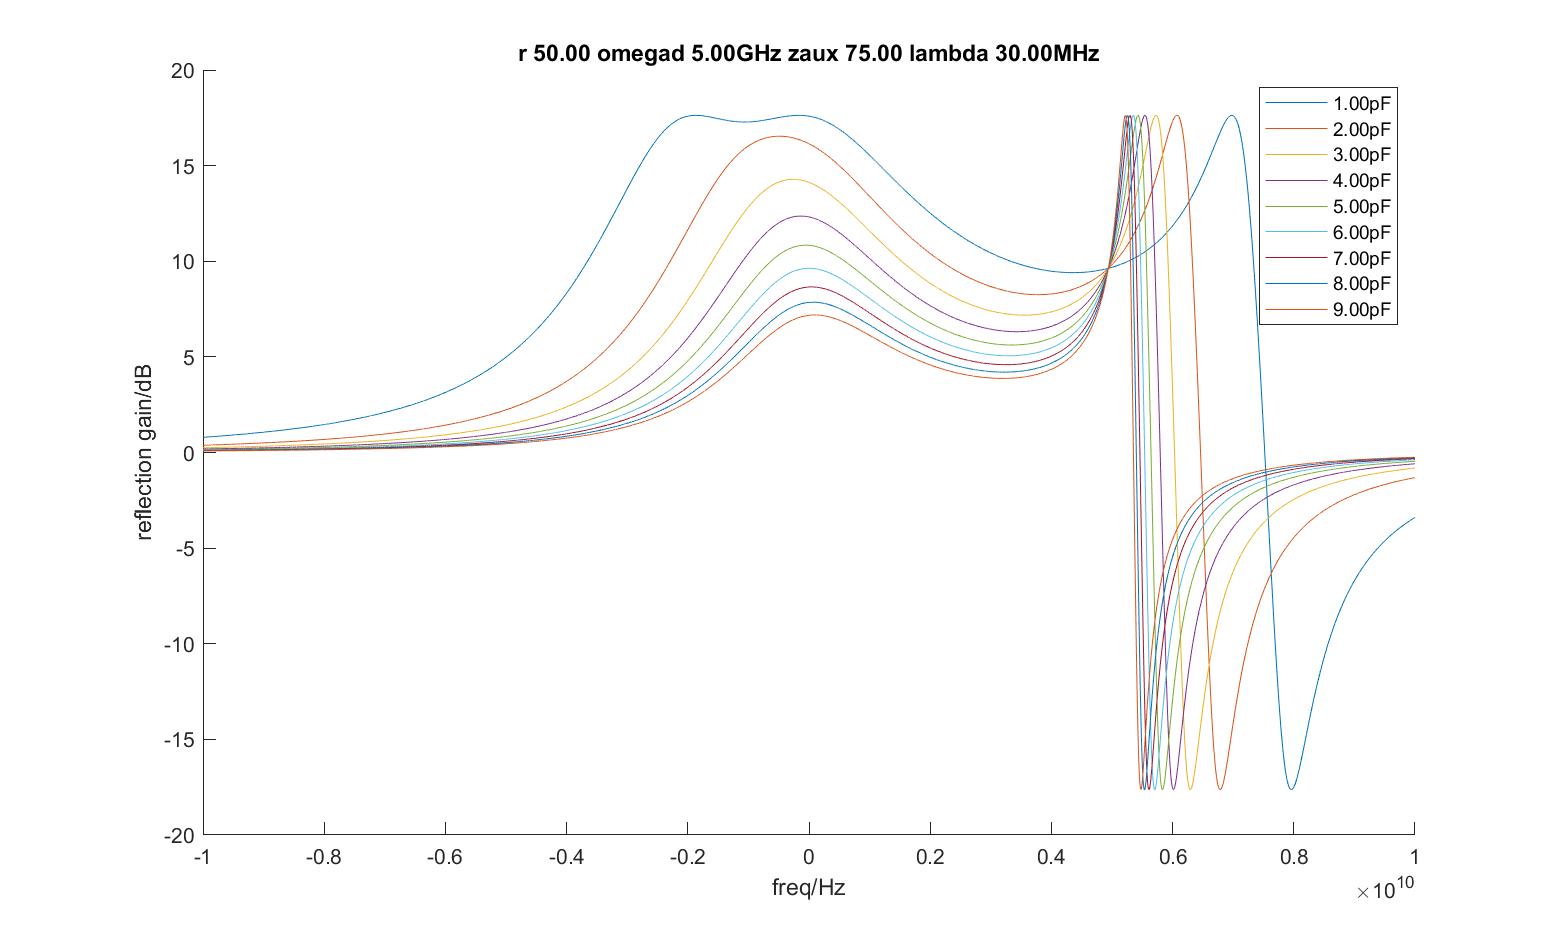 r 50.00 omegad 5.00GHz zaux 75.00 lambda 30.00MHz
20
15
10
5
0
-5
-10
-15
-20
reflection gain/dB
1.00pF
2.00pF
3.00pF
4.00pF
5.00pF
6.00pF
7.00pF
8.00pF
9.00pF
-1 -0.8 -0.6 -0.4 -0.2 0 0.2 0.4 0.6 0.8 1
freq/Hz
×10^10